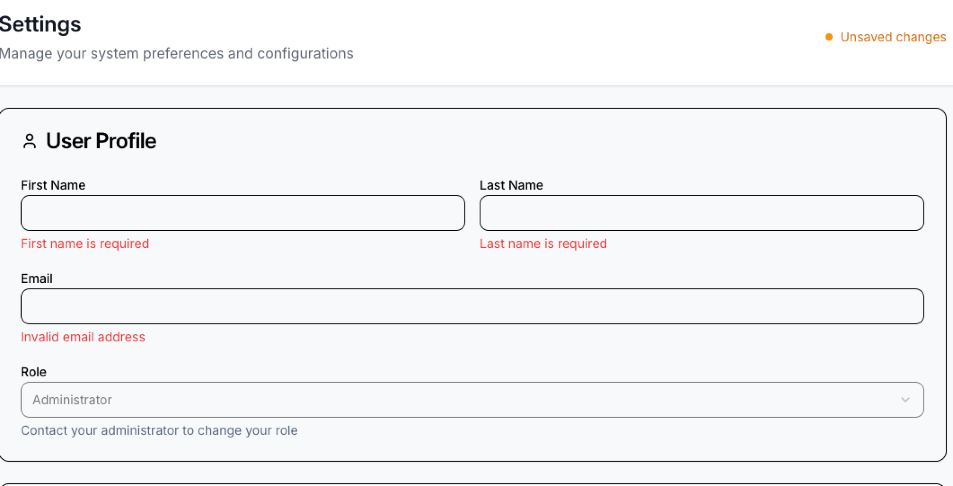 Settings
Manage your system preferences and configurations
Unsaved changes
User Profile
First Name
Last Name
First name is required
Last name is required
Email
Invalid email address
Role
Administrator
Contact your administrator to change your role